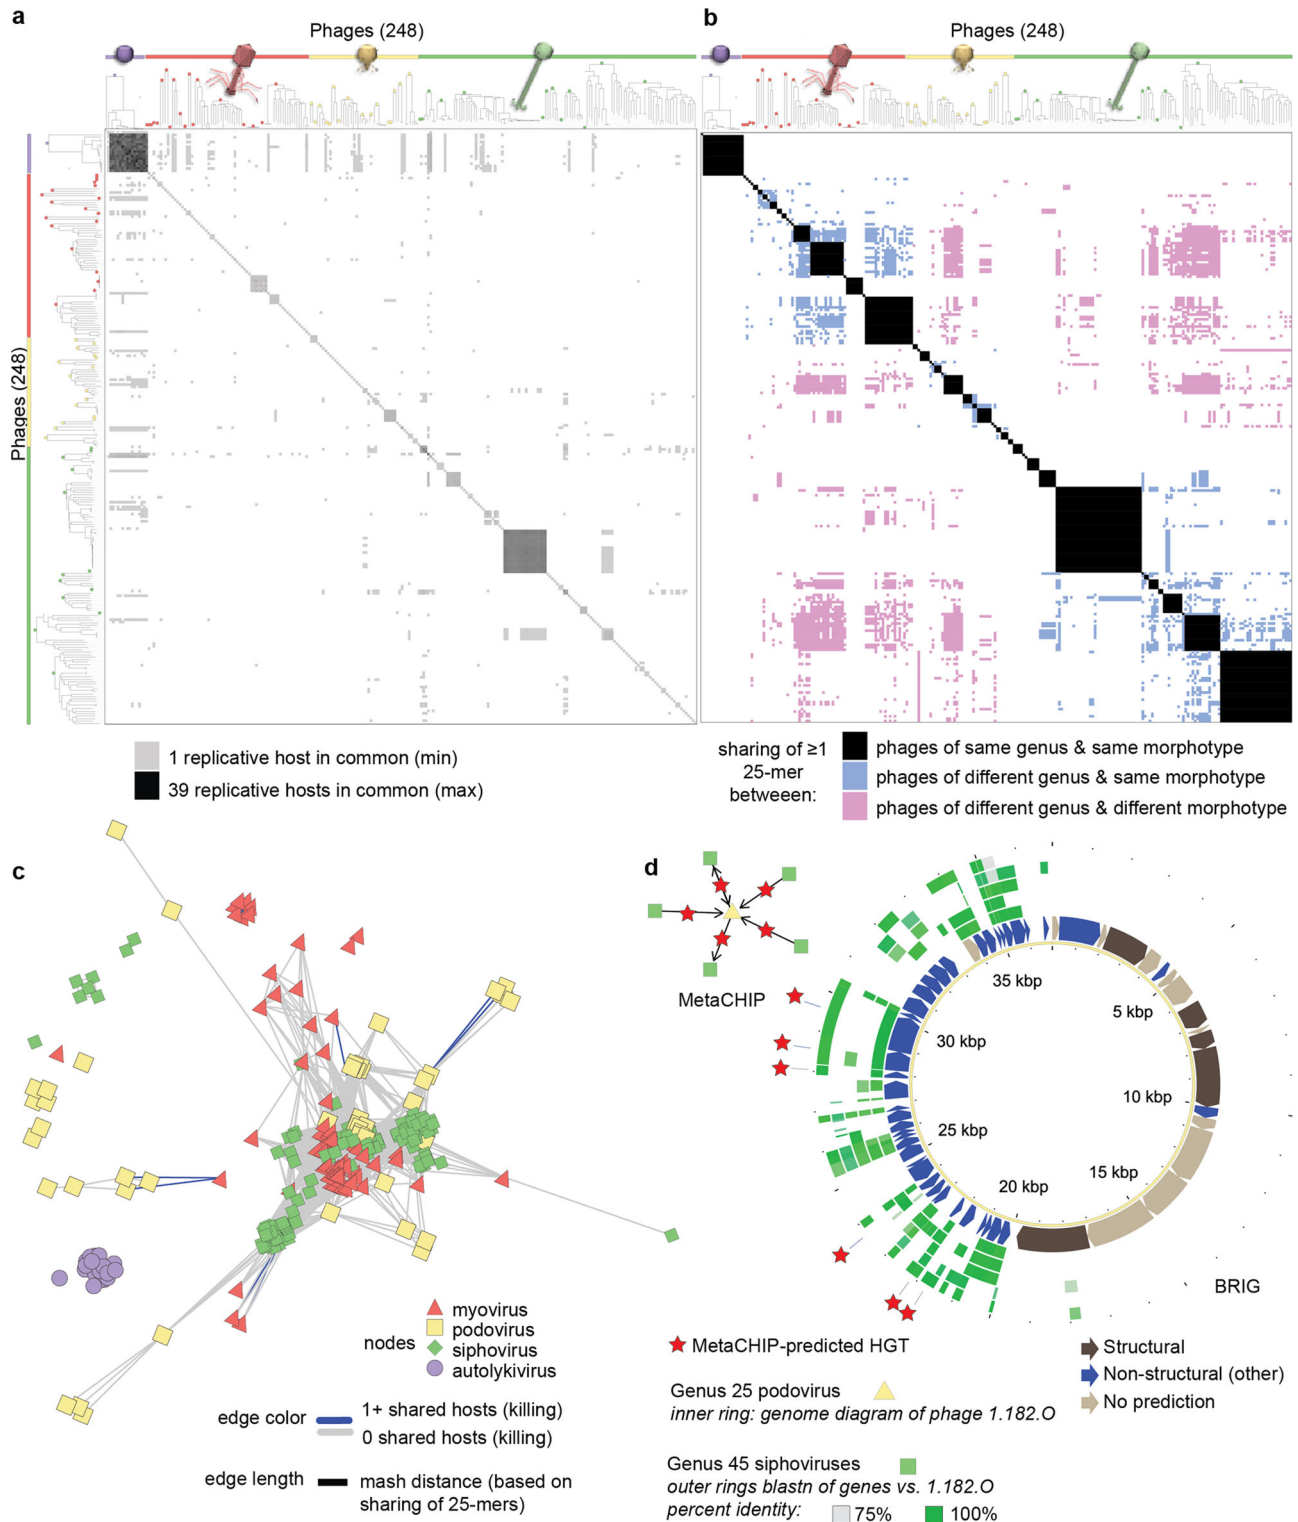 a
Phages (248)
b
Phages (248)
Phages (248)
1 replicative host in common (min)
39 replicative hosts in common (max)
sharing of ≥1
25-mer
betweeen:
phages of same genus & same morphotype
phages of different genus & same morphotype
phages of different genus & different morphotype
c
nodes
myovirus
podovirus
siphovirus
autolykivirus
edge color
1+ shared hosts (killing)
0 shared hosts (killing)
edge length
mash distance (based on
sharing of 25-mers)
d
MetaCHIP
35 kbp
5 kbp
30 kbp
10 kbp
25 kbp
15 kbp
20 kbp
BRIG
MetaCHIP-predicted HGT
Structural
Non-structural (other)
No prediction
Genus 25 podovirus
inner ring: genome diagram of phage 1.182.O
Genus 45 siphoviruses
outer rings blastn of genes vs. 1.182.O
percent identity:
75%
100%